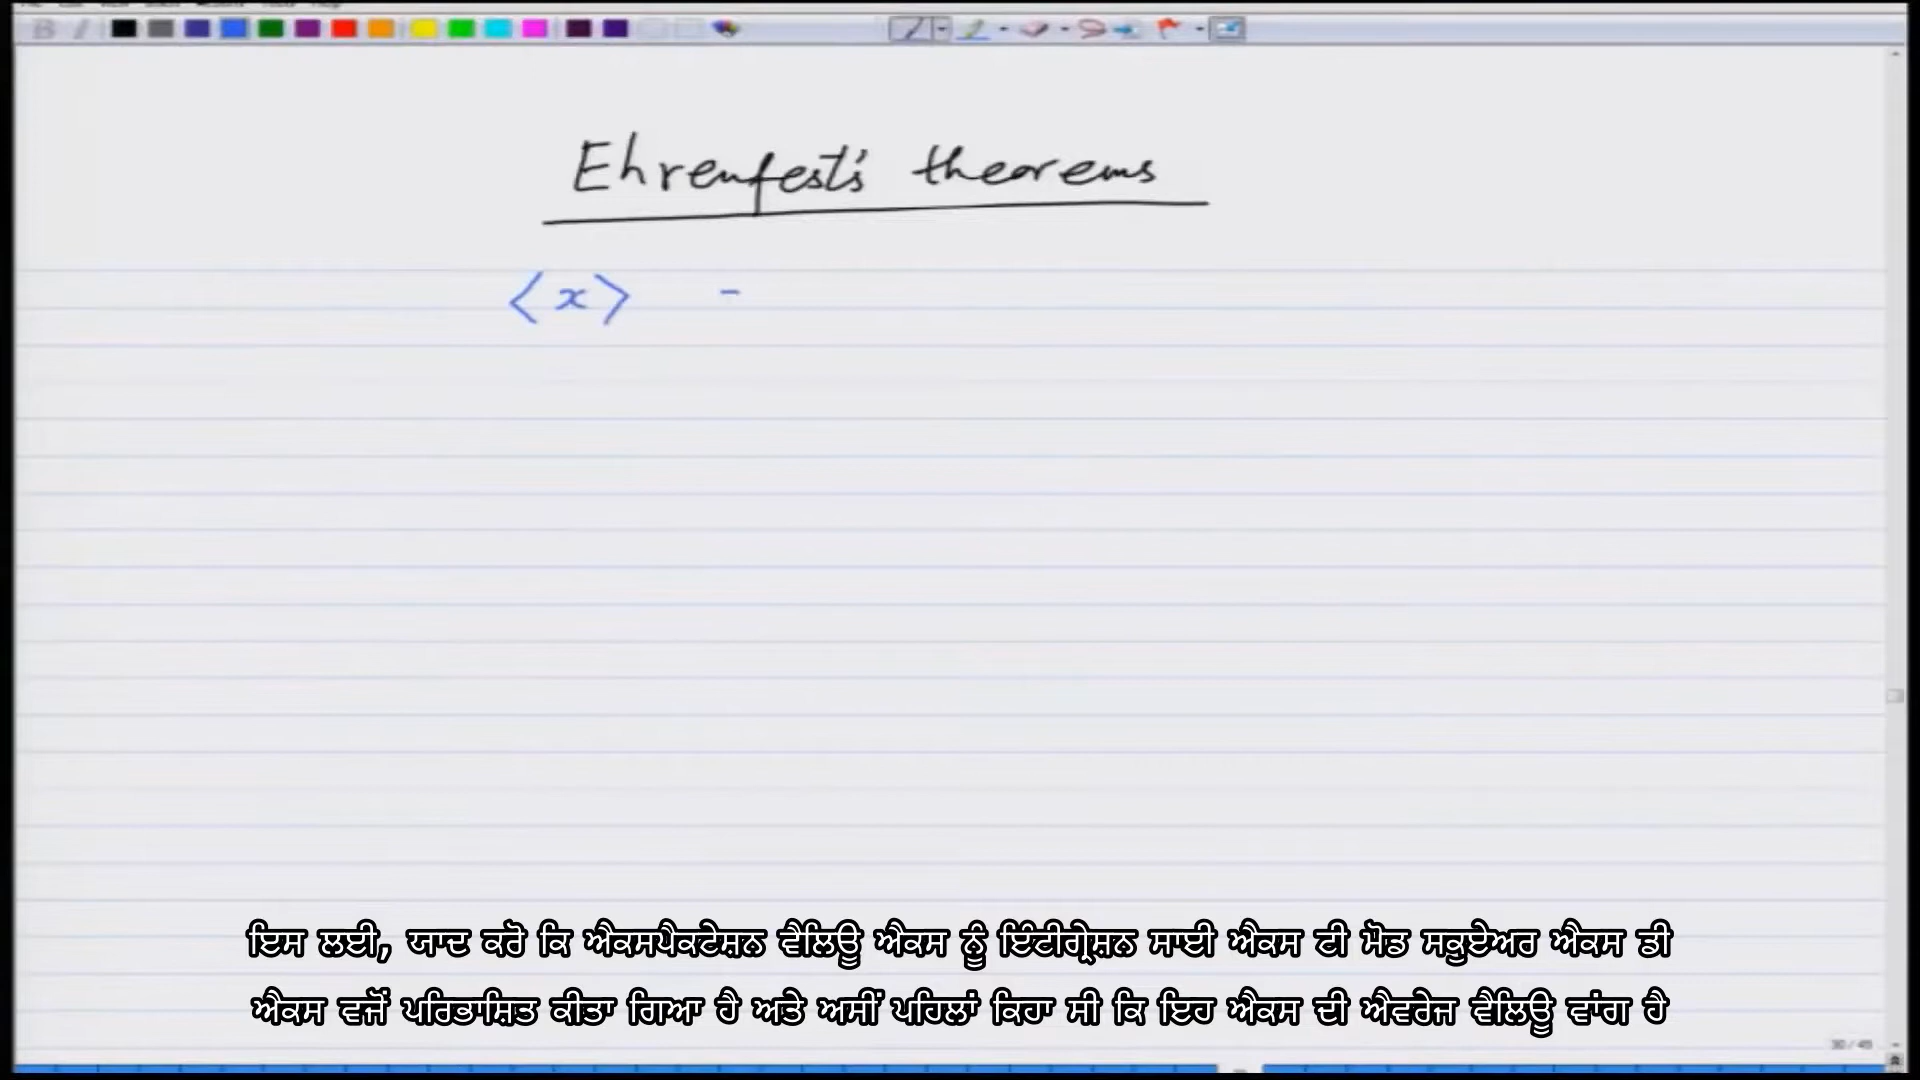 Ehrenfest's theorems
⟨x⟩ -
ਇਸ ਲਈ, ਯਾਦ ਕਰੋ ਕਿ ਐਕਸਪੈਕਟੇਸ਼ਨ ਵੈਲਿਊ ਐਕਸ ਨੂੰ ਇੰਟੀਗ੍ਰੇਸ਼ਨ ਸਾਈ ਐਕਸ ਟੀ ਮੋਡ ਸਕੁਏਅਰ ਐਕਸ ਡੀ
ਐਕਸ ਵਜੋਂ ਪਰਿਭਾਸ਼ਿਤ ਕੀਤਾ ਗਿਆ ਹੈ ਅਤੇ ਅਸੀਂ ਪਹਿਲਾਂ ਕਿਹਾ ਸੀ ਕਿ ਇਹ ਐਕਸ ਦੀ ਐਵਰੇਜ ਵੈਲਿਊ ਵਾਂਗ ਹੈ